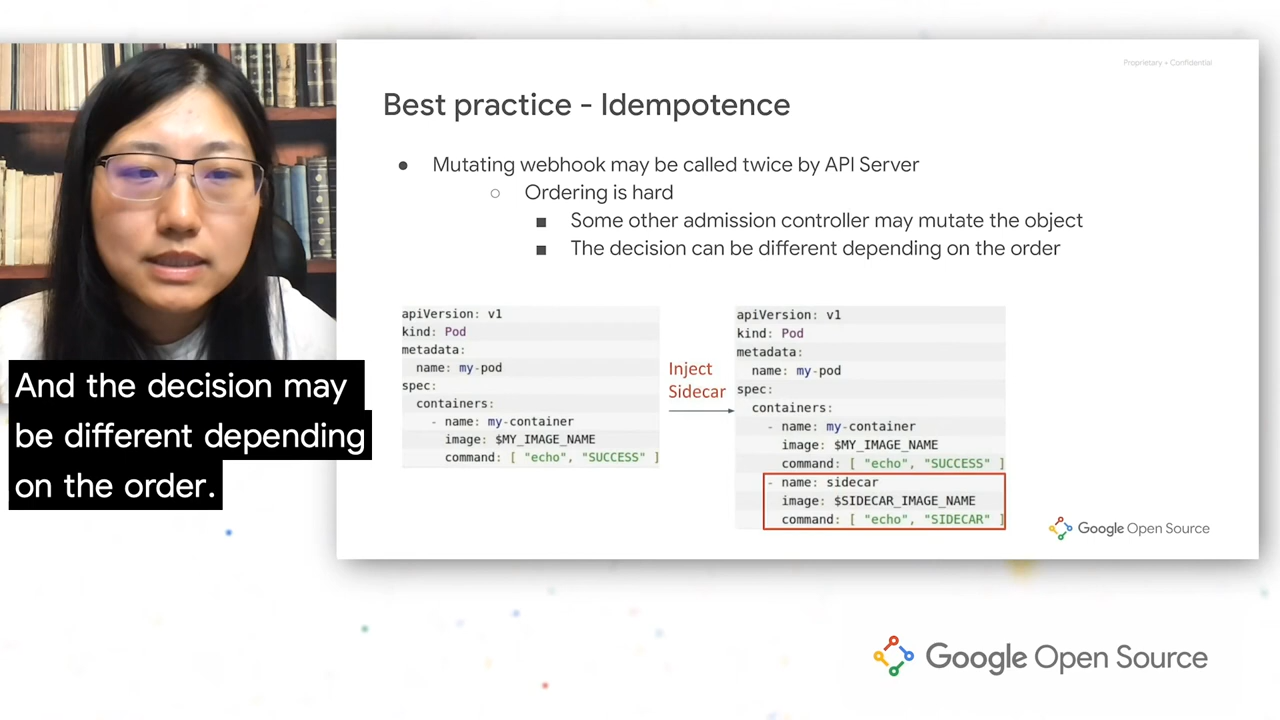 Proprietary + Confidential
Best practice - Idempotence
● Mutating webhook may be called twice by API Server
○ Ordering is hard
■ Some other admission controller may mutate the object
■ The decision can be different depending on the order
apiVersion: v1
kind: Pod
metadata:
  name: my-pod
spec:
  containers:
    - name: my-container
      image: $MY_IMAGE_NAME
      command: [ "echo", "SUCCESS" ]
Inject
Sidecar
apiVersion: v1
kind: Pod
metadata:
  name: my-pod
spec:
  containers:
    - name: my-container
      image: $MY_IMAGE_NAME
      command: [ "echo", "SUCCESS" ]
    - name: sidecar
      image: $SIDECAR_IMAGE_NAME
      command: [ "echo", "SIDECAR" ]
Google Open Source
And the decision may
be different depending
on the order.
Google Open Source